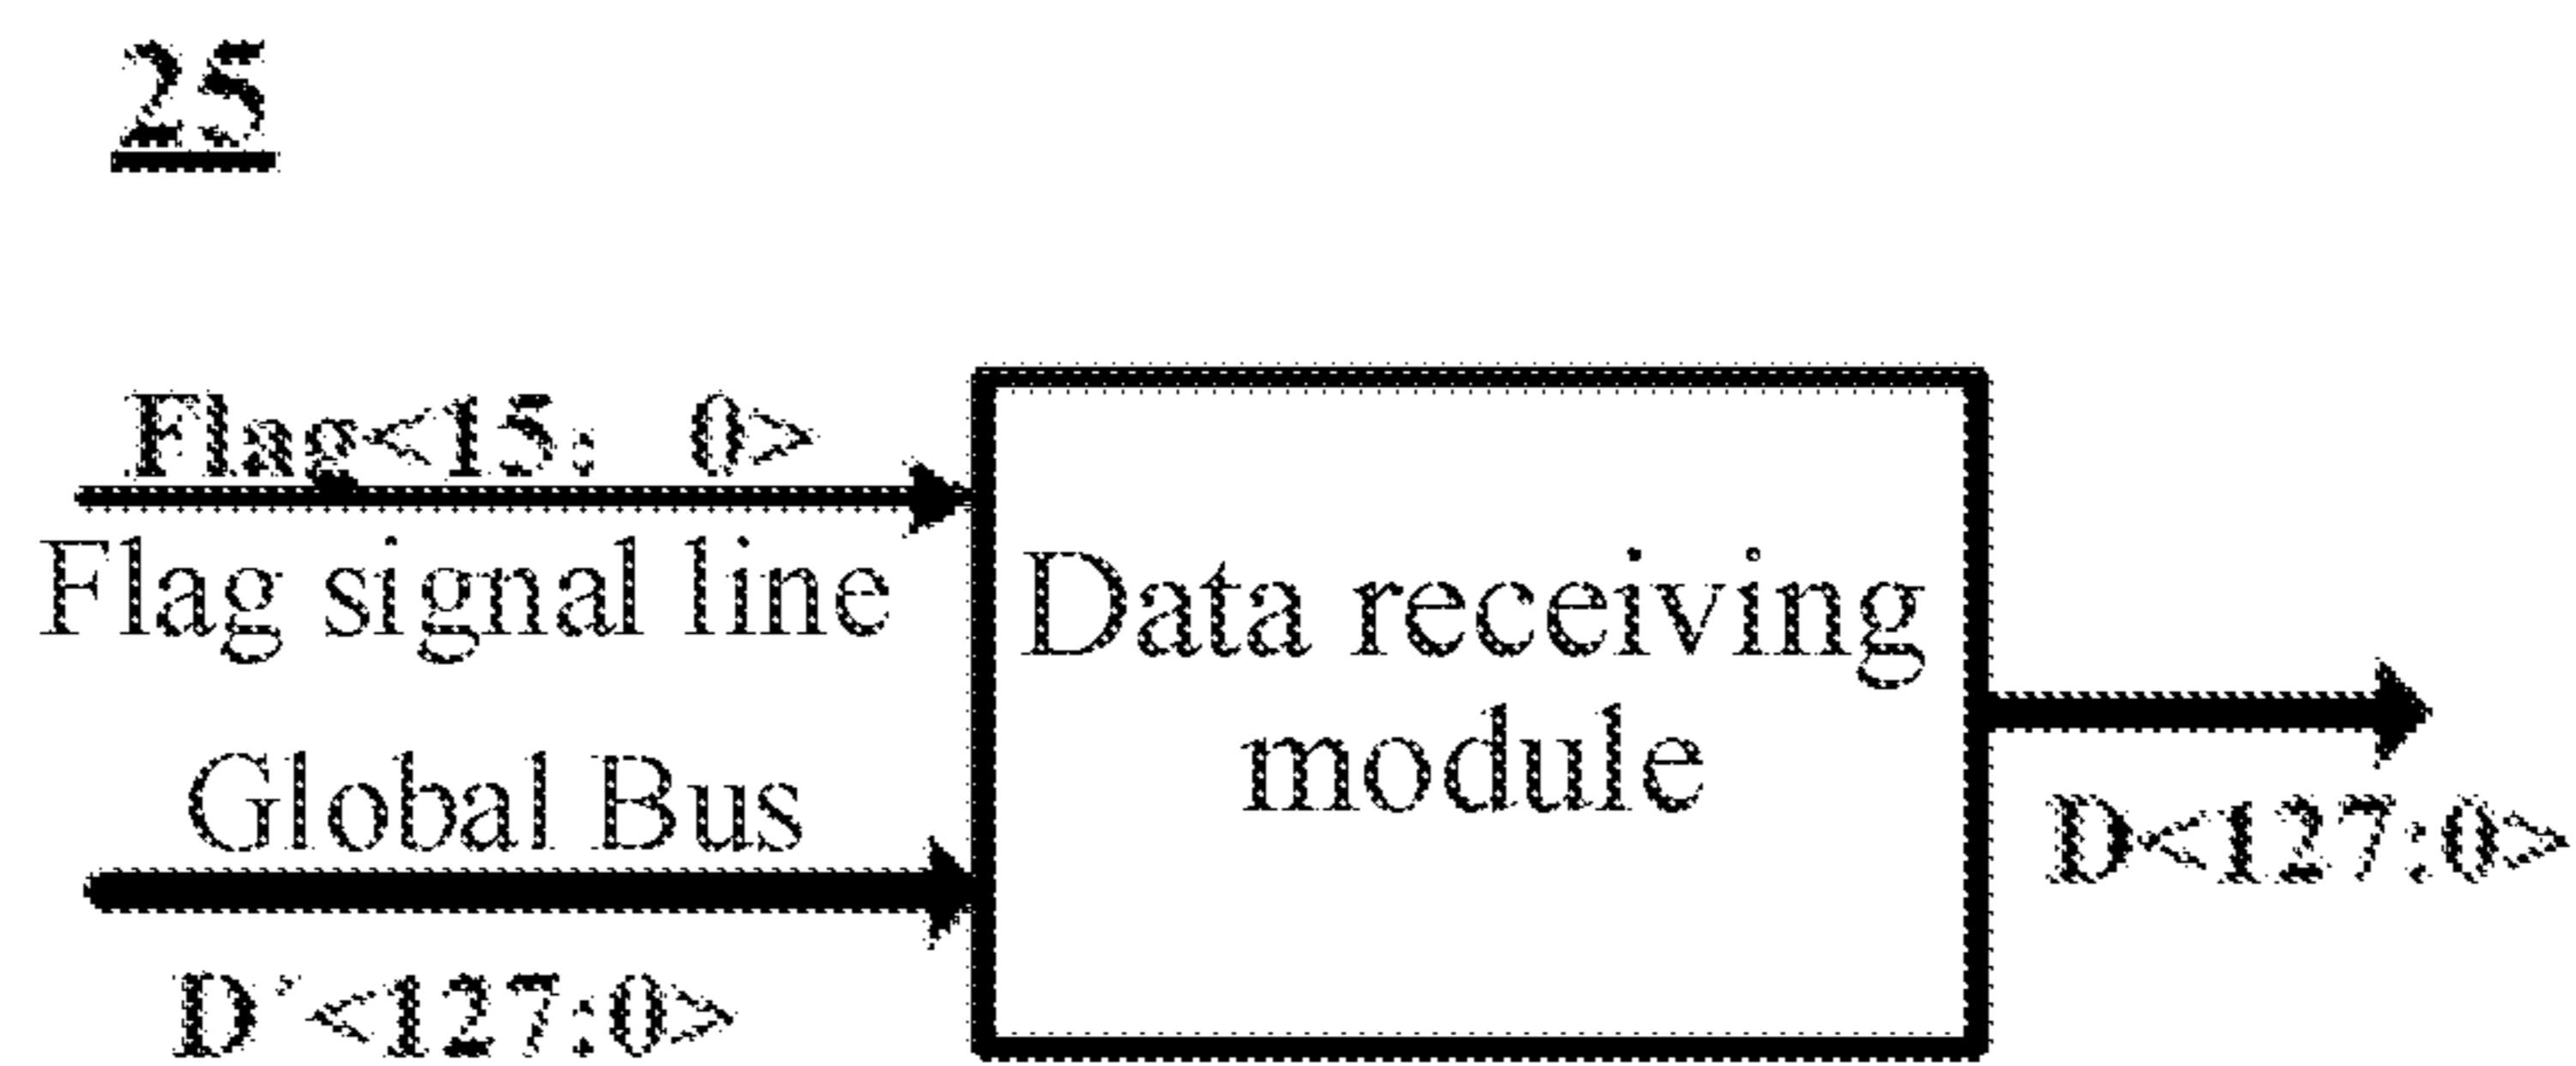 25
Flag<15: 0>
Flag signal line
Global Bus
D'<127:0>
Data receiving
module
D<127:0>